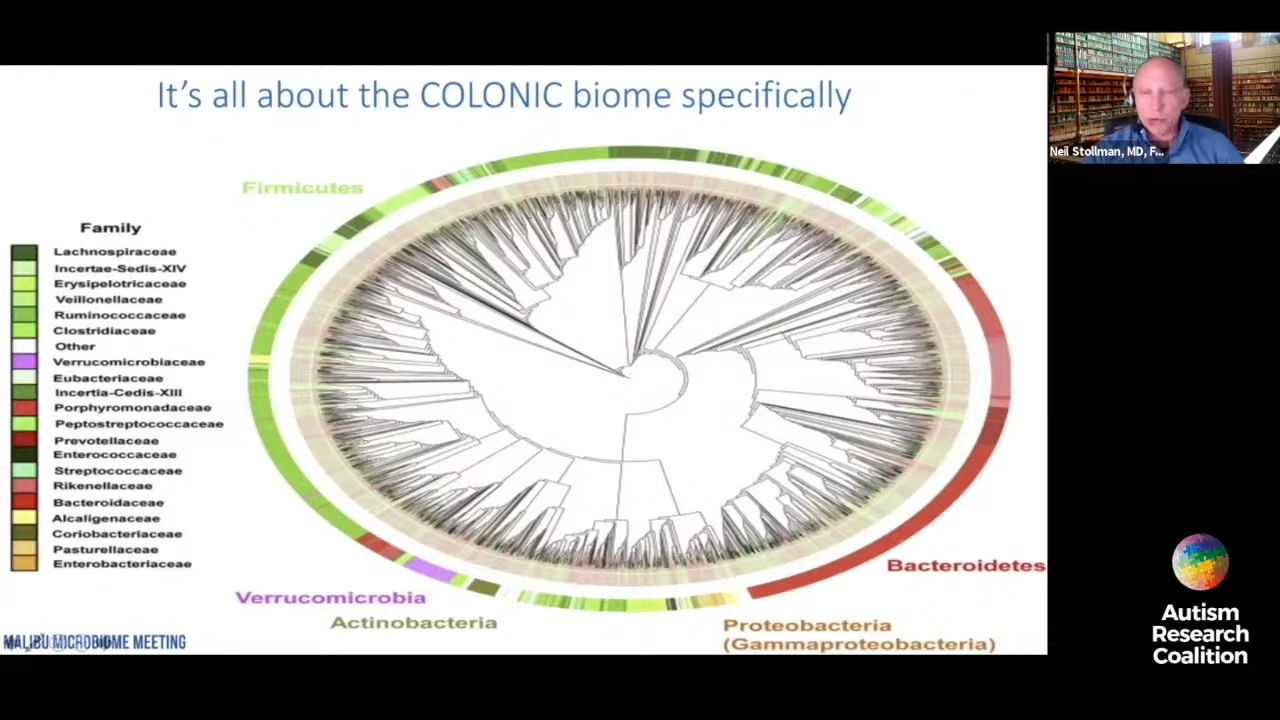 It's all about the COLONIC biome specifically
Neil Stollman, MD, F...
Firmicutes
Family
Lachnospiraceae
Incertae-Sedis-XIV
Erysipelotricaceae
Veillonellaceae
Ruminococcaceae
Clostridiaceae
Other
Verrucomicrobiaceae
Eubacteriaceae
Incertia-Cedis-XIII
Porphyromonadaceae
Peptostreptococcaceae
Prevotellaceae
Enterococcaceae
Streptococcaceae
Rikenellaceae
Bacteroidaceae
Alcaligenaceae
Coriobacteriaceae
Pasturellaceae
Enterobacteriaceae
Bacteroidetes
Verrucomicrobia
Actinobacteria
Proteobacteria
(Gammaproteobacteria)
MALIBU MICROBIOME MEETING
Autism
Research
Coalition